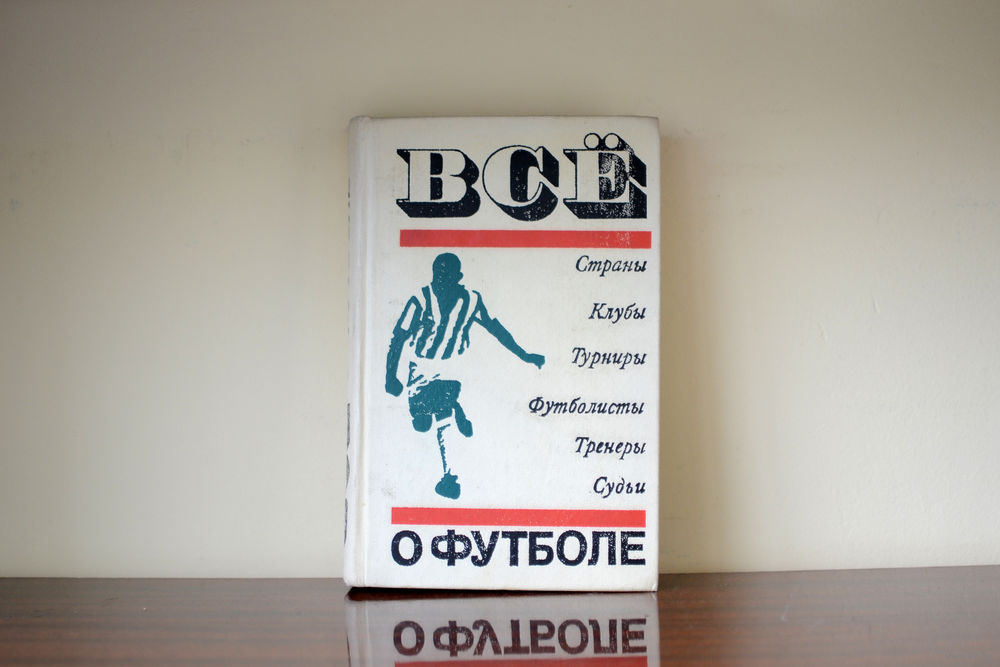 ВСЁ
Страны
Клубы
Турниры
Футболисты
Тренеры
Судьи
О ФУТБОЛЕ